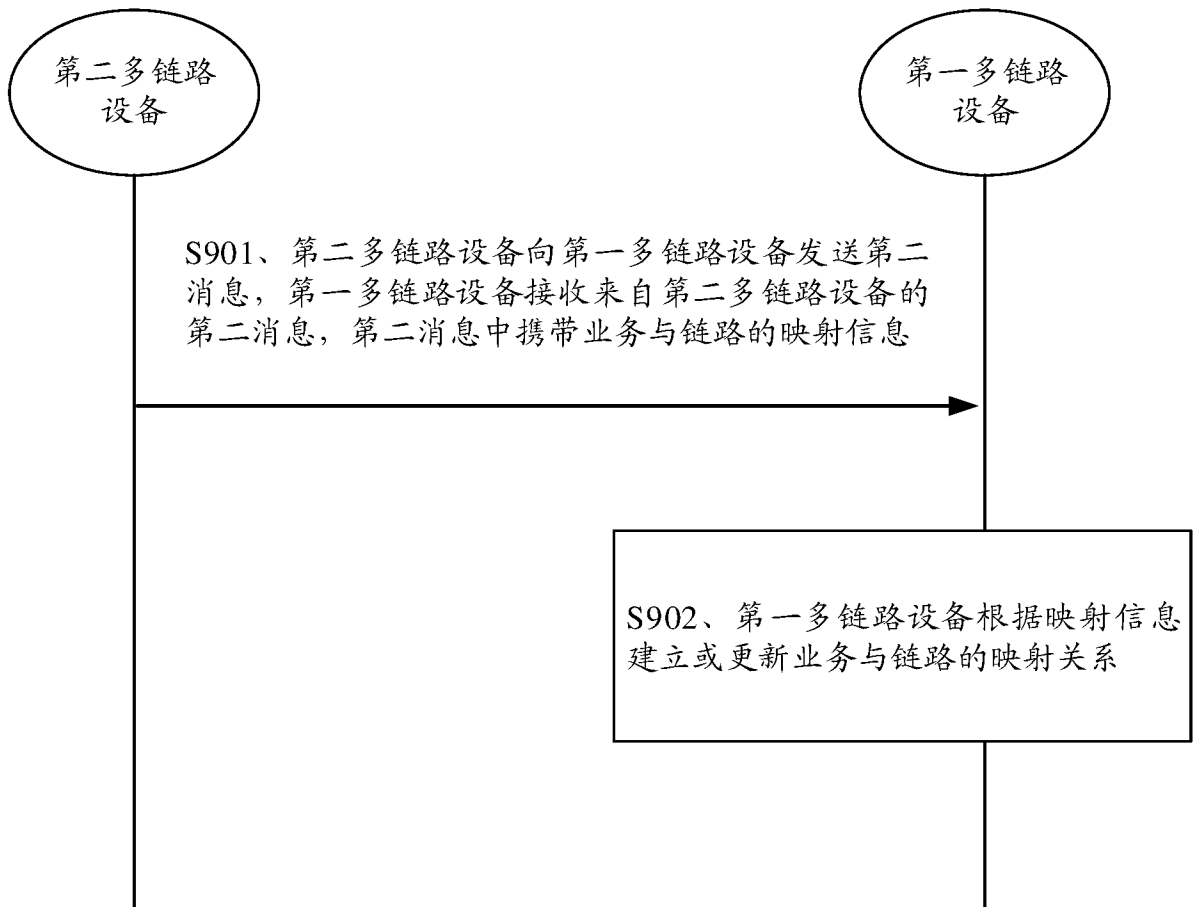 第二多链路
设备
第一多链路
设备
S901、第二多链路设备向第一多链路设备发送第二
消息，第一多链路设备接收来自第二多链路设备的
第二消息，第二消息中携带业务与链路的映射信息
S902、第一多链路设备根据映射信息
建立或更新业务与链路的映射关系